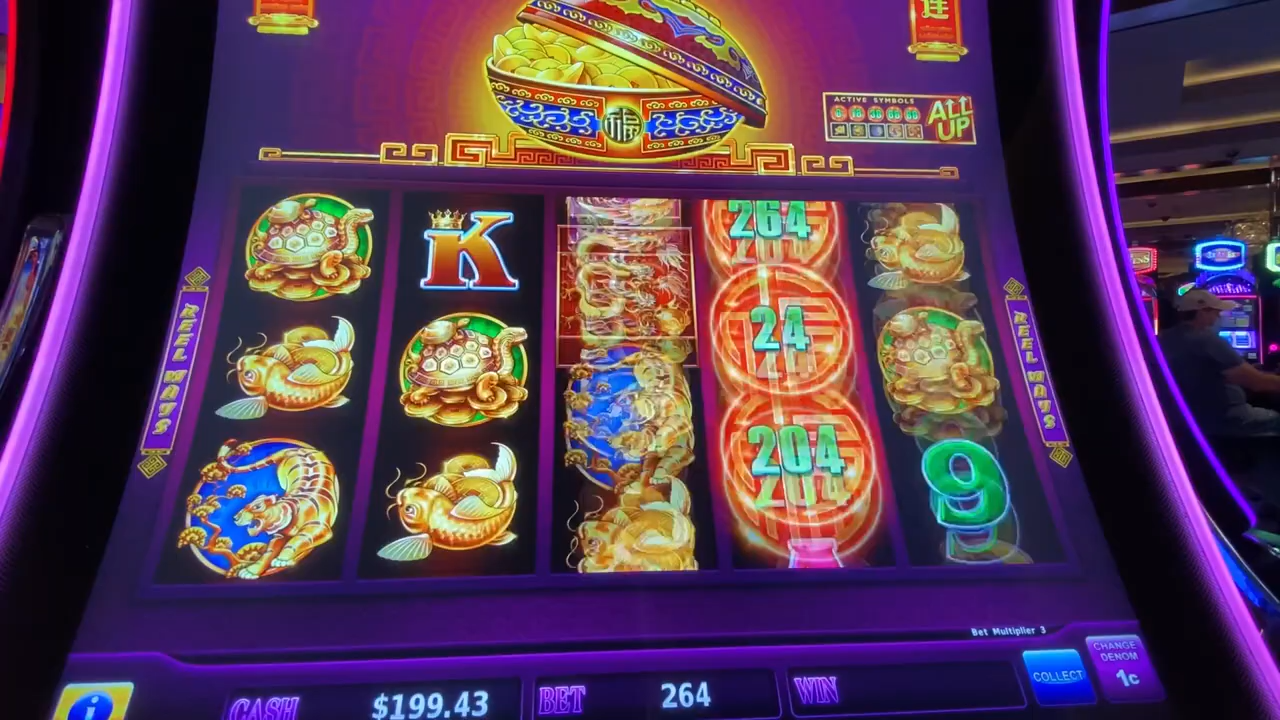 连
ACTIVE SYMBOLS
ALL
UP
K
264
24
204
9
REEL WAYS
REEL WAYS
Bet Multiplier 3
CASH $199.43
BET 264
WIN
COLLECT
CHANGE
DENOM
1¢
i